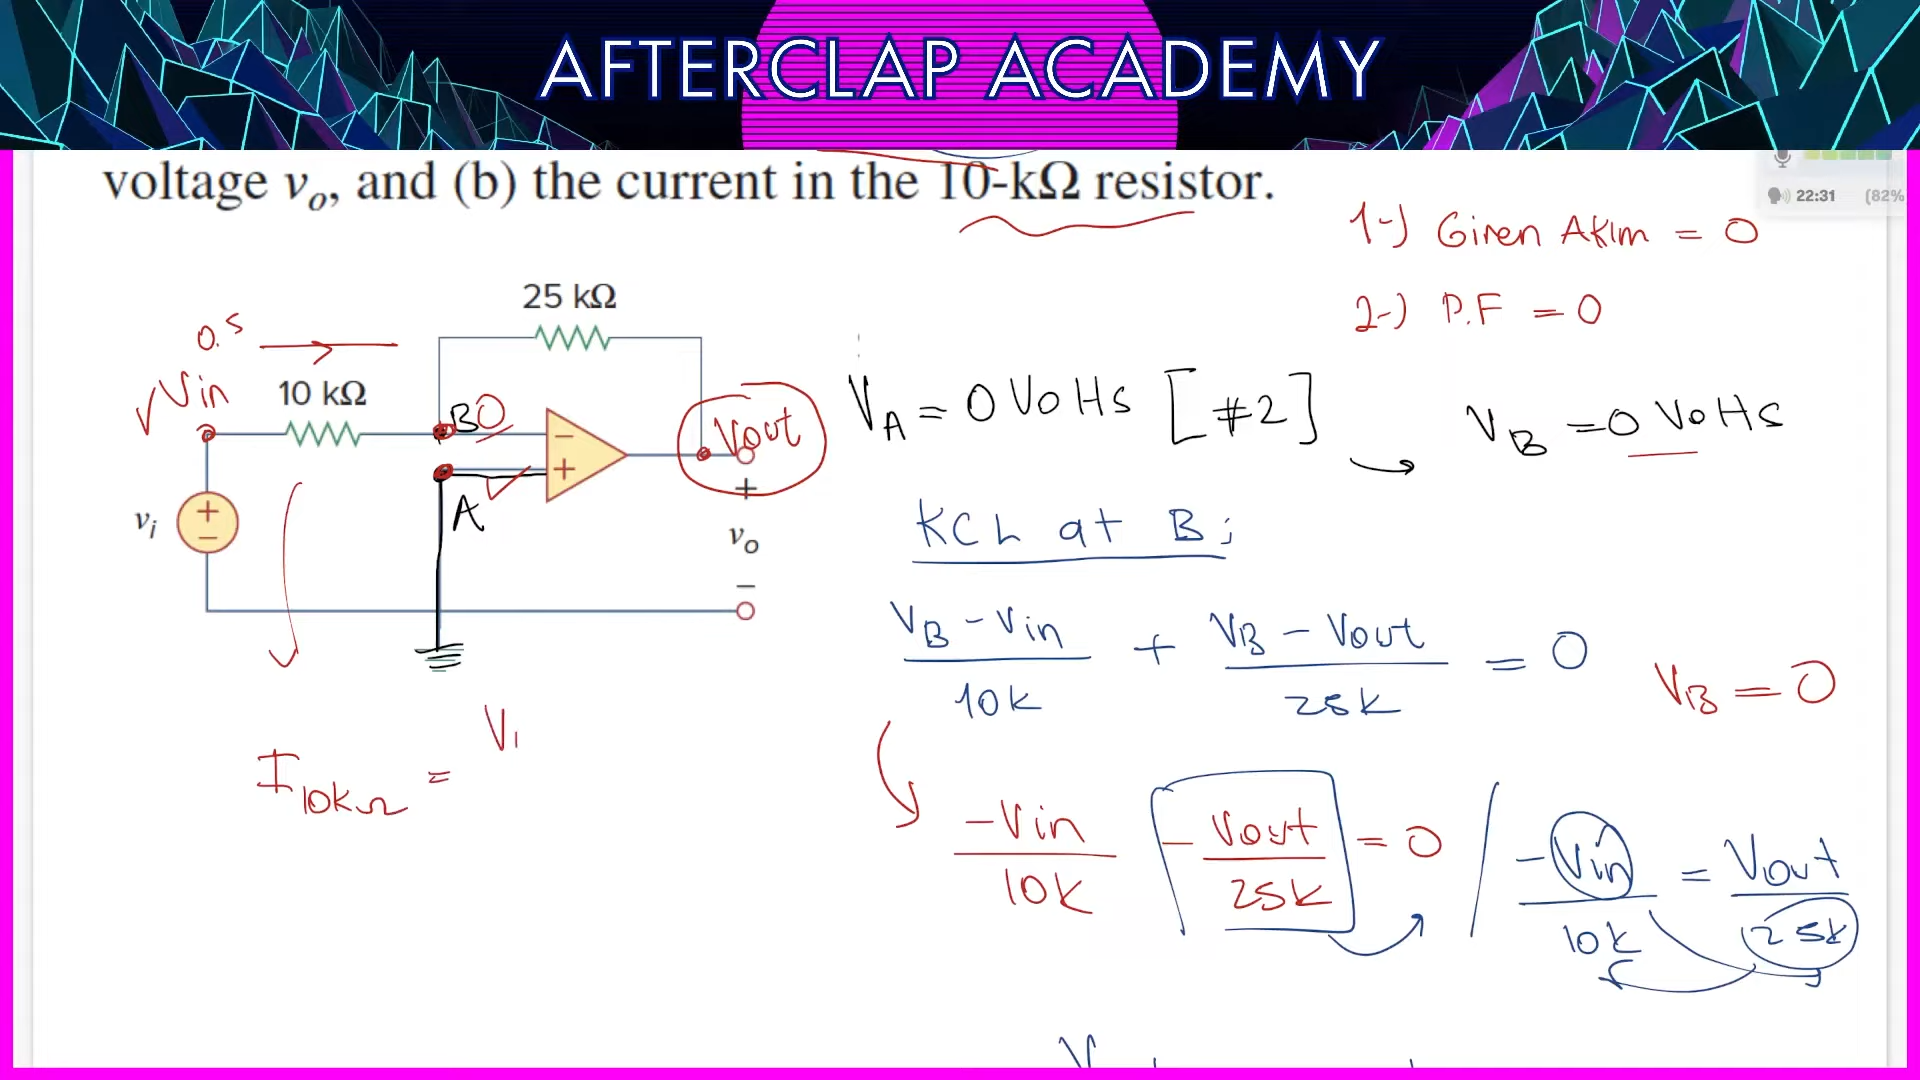 AFTERCLAP ACADEMY
voltage vₒ, and (b) the current in the 10-kΩ resistor.
22:31 (82%
1-) Giren Akım = 0
2-) P.F = 0
25 kΩ
0.5
Vin
10 kΩ
B 0
Vout
VA = 0 Volts [#2]
VB = 0 Volts
−
+
A
+
−
vi
+
vo
−
KCL at B;
VB - Vin / 10k + VB - Vout / 25k = 0
VB = 0
I10kΩ =
-Vin / 10k - Vout / 25k = 0
-Vin / 10k = Vout / 25k